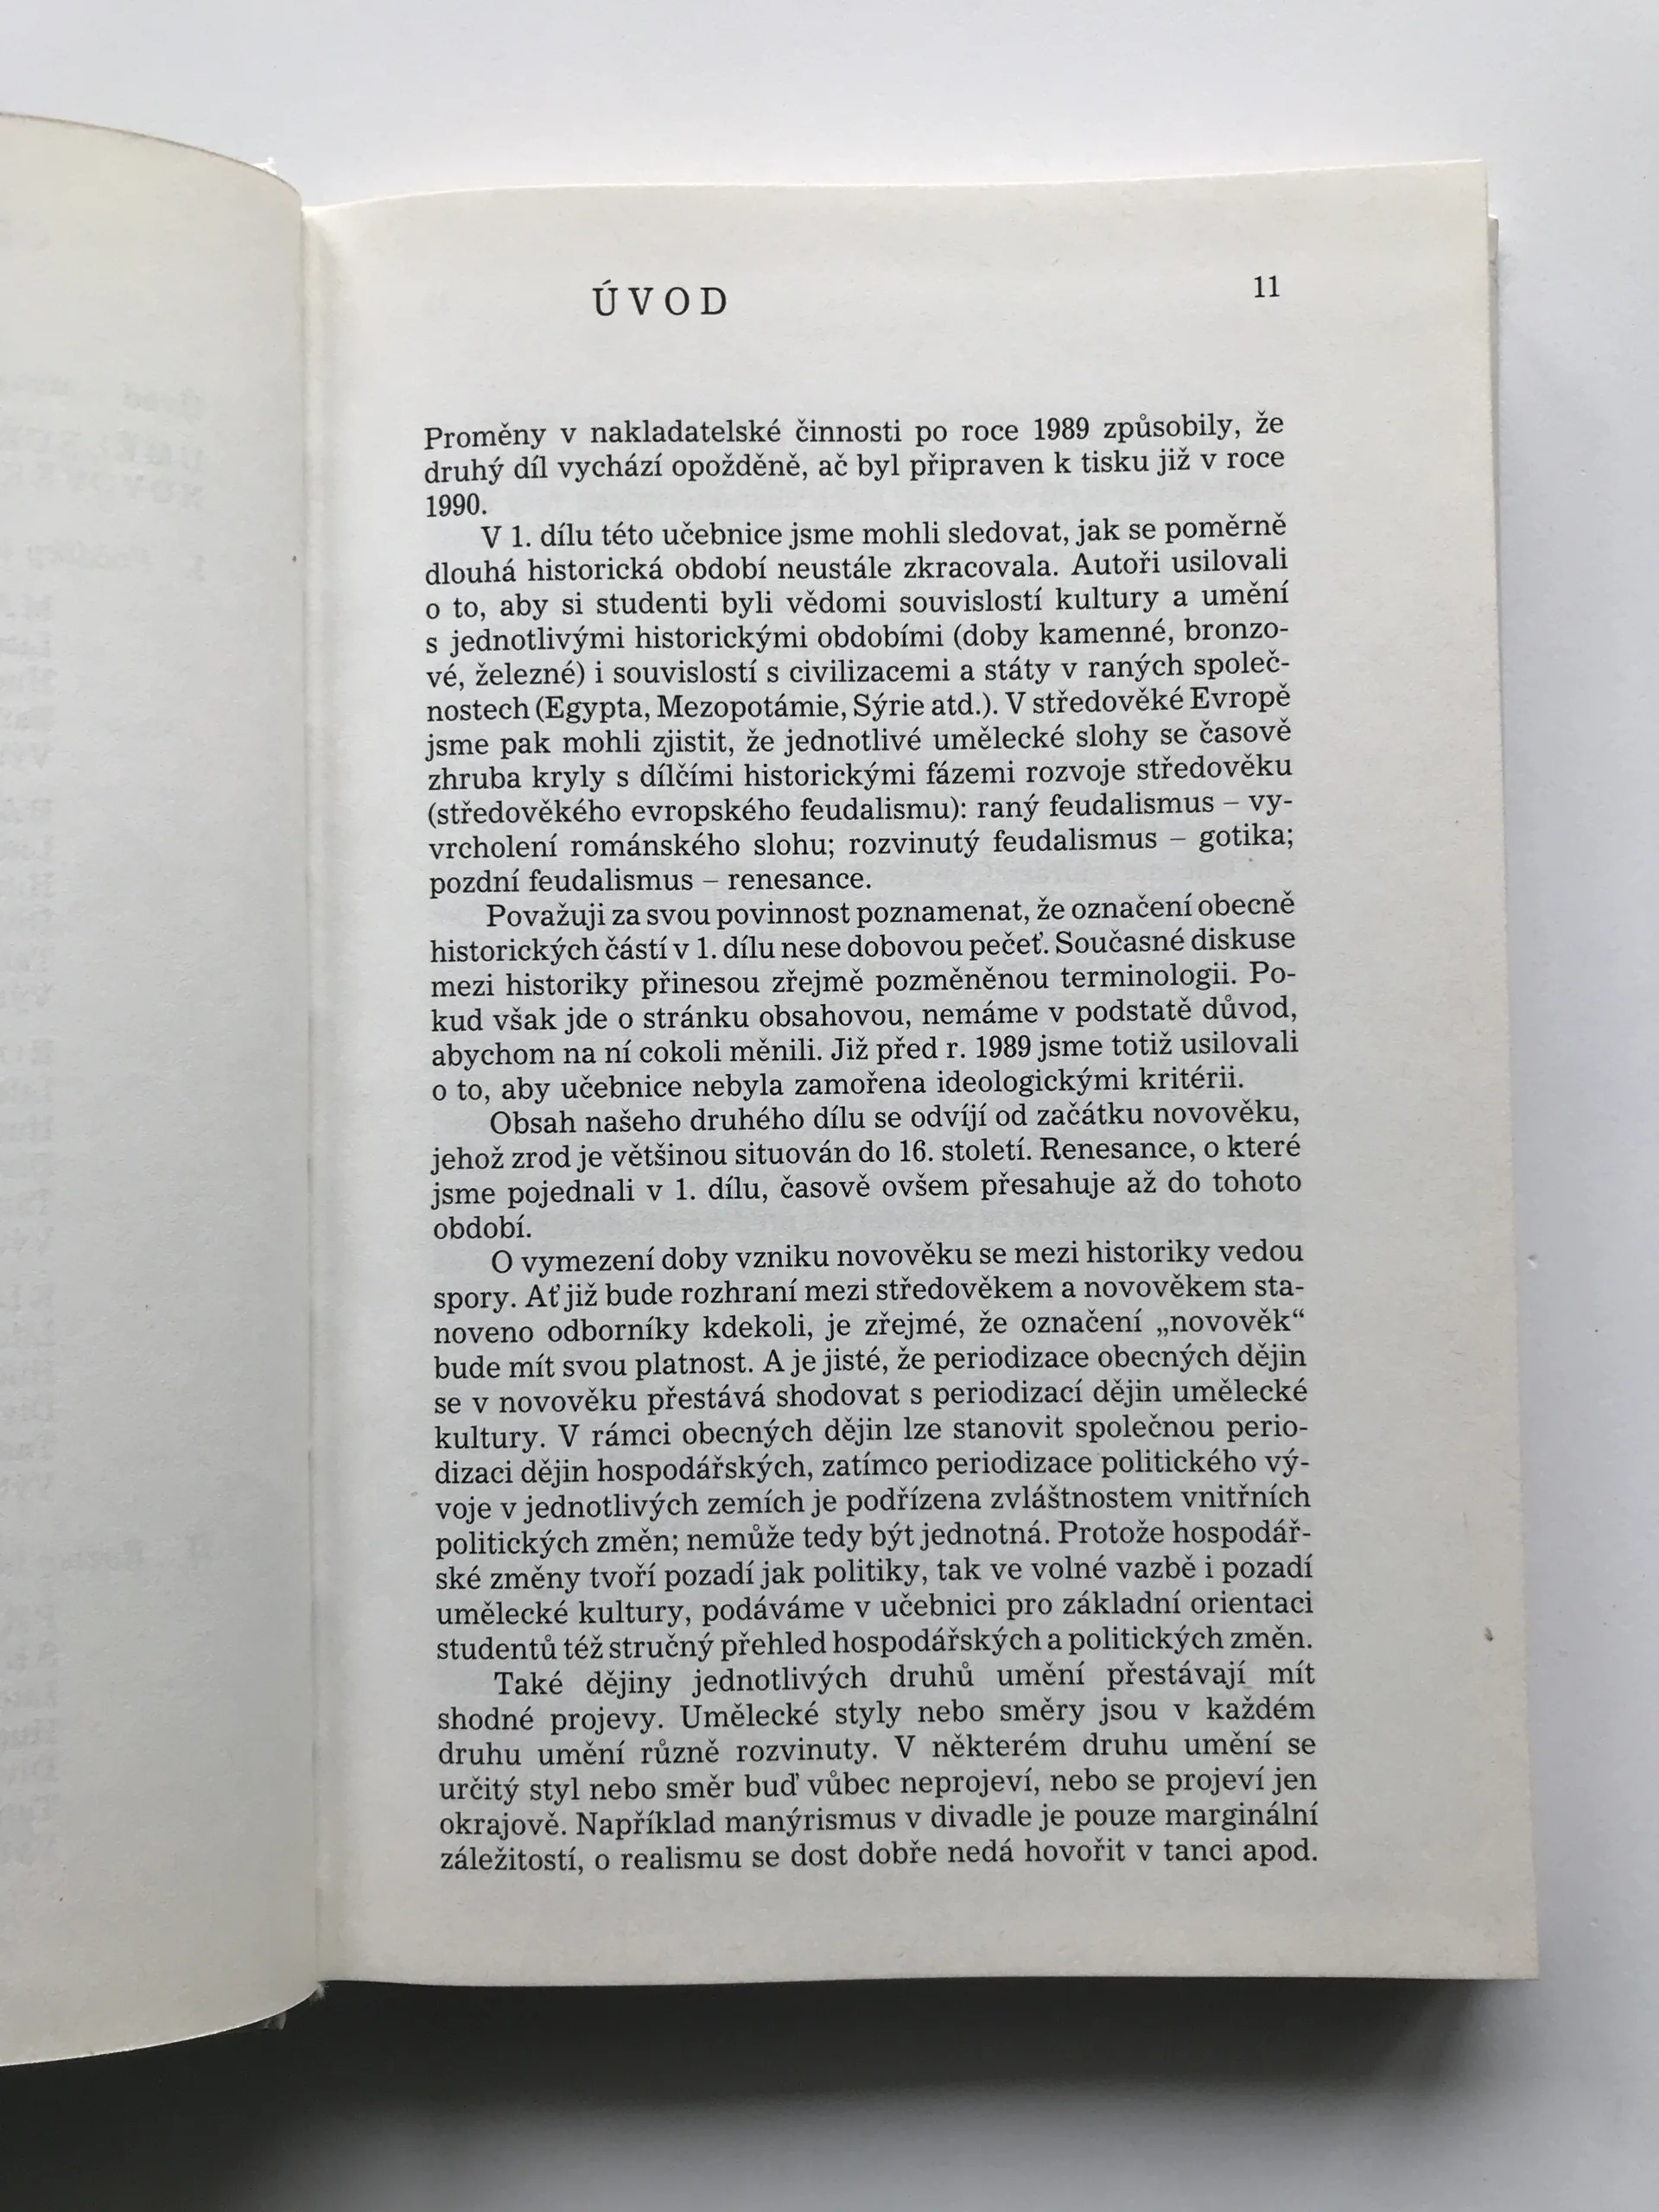 ÚVOD
11
Proměny v nakladatelské činnosti po roce 1989 způsobily, že
druhý díl vychází opožděně, ač byl připraven k tisku již v roce
1990.
V 1. dílu této učebnice jsme mohli sledovat, jak se poměrně
dlouhá historická období neustále zkracovala. Autoři usilovali
o to, aby si studenti byli vědomi souvislostí kultury a umění
s jednotlivými historickými obdobími (doby kamenné, bronzo-
vé, železné) i souvislostí s civilizacemi a státy v raných společ-
nostech (Egypta, Mezopotámie, Sýrie atd.). V středověké Evropě
jsme pak mohli zjistit, že jednotlivé umělecké slohy se časově
zhruba kryly s dílčími historickými fázemi rozvoje středověku
(středověkého evropského feudalismu): raný feudalismus – vy-
vrcholení románského slohu; rozvinutý feudalismus – gotika;
pozdní feudalismus – renesance.
Považuji za svou povinnost poznamenat, že označení obecně
historických částí v 1. dílu nese dobovou pečeť. Současné diskuse
mezi historiky přinesou zřejmě pozměněnou terminologii. Po-
kud však jde o stránku obsahovou, nemáme v podstatě důvod,
abychom na ní cokoli měnili. Již před r. 1989 jsme totiž usilovali
o to, aby učebnice nebyla zamořena ideologickými kritérii.
Obsah našeho druhého dílu se odvíjí od začátku novověku,
jehož zrod je většinou situován do 16. století. Renesance, o které
jsme pojednali v 1. dílu, časově ovšem přesahuje až do tohoto
období.
O vymezení doby vzniku novověku se mezi historiky vedou
spory. Ať již bude rozhraní mezi středověkem a novověkem sta-
noveno odborníky kdekoli, je zřejmé, že označení „novověk“
bude mít svou platnost. A je jisté, že periodizace obecných dějin
se v novověku přestává shodovat s periodizací dějin umělecké
kultury. V rámci obecných dějin lze stanovit společnou perio-
dizaci dějin hospodářských, zatímco periodizace politického vý-
voje v jednotlivých zemích je podřízena zvláštnostem vnitřních
politických změn; nemůže tedy být jednotná. Protože hospodář-
ské změny tvoří pozadí jak politiky, tak ve volné vazbě i pozadí
umělecké kultury, podáváme v učebnici pro základní orientaci
studentů též stručný přehled hospodářských a politických změn.
Také dějiny jednotlivých druhů umění přestávají mít
shodné projevy. Umělecké styly nebo směry jsou v každém
druhu umění různě rozvinuty. V některém druhu umění se
určitý styl nebo směr buď vůbec neprojeví, nebo se projeví jen
okrajově. Například manýrismus v divadle je pouze marginální
záležitostí, o realismu se dost dobře nedá hovořit v tanci apod.